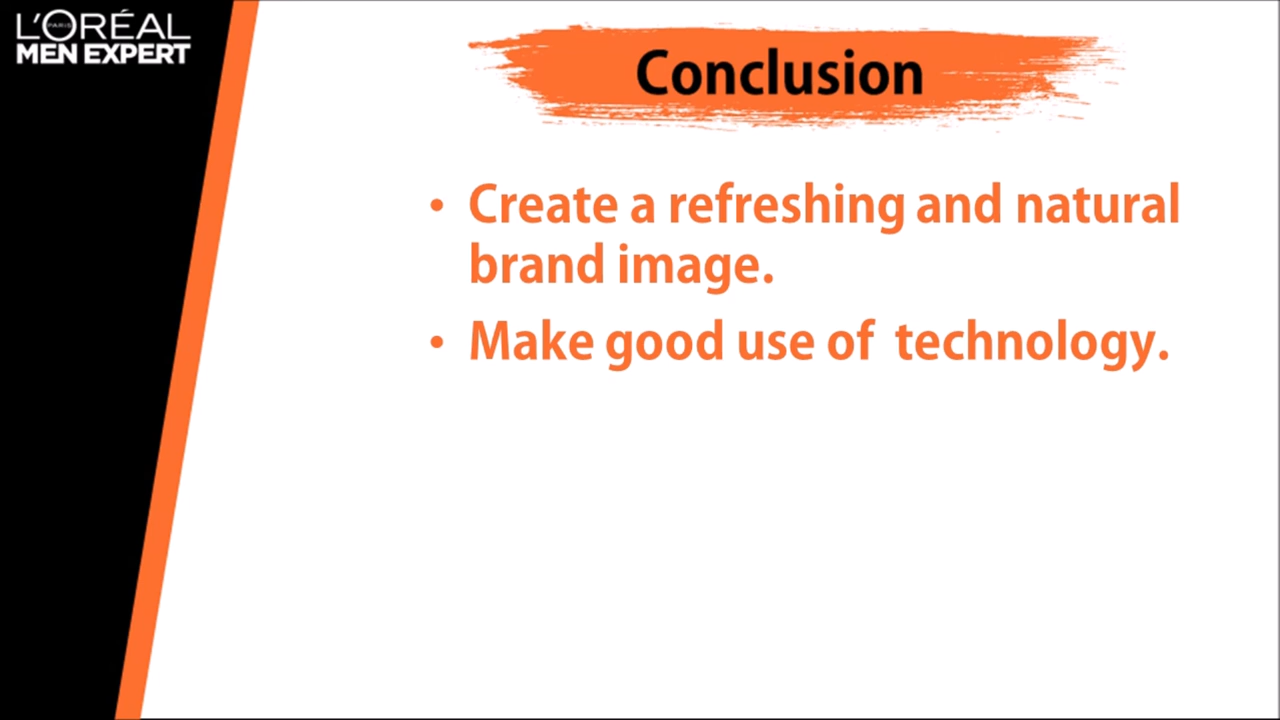 L'ORÉAL
PARIS
MEN EXPERT
Conclusion
• Create a refreshing and natural
brand image.
• Make good use of  technology.